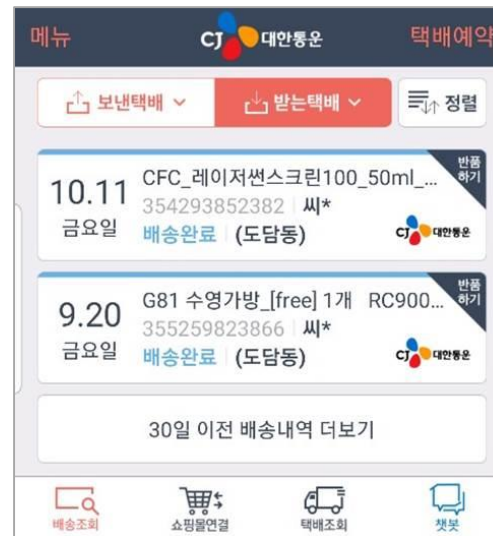 메뉴 CJ 대한통운 택배예약
보낸택배 받는택배 정렬
반품
하기
10.11 CFC_레이저썬스크린100_50ml_...
354293852382 씨*
금요일 배송완료 (도담동) CJ 대한통운
반품
하기
9.20 G81 수영가방_[free] 1개 RC900...
355259823866 씨*
금요일 배송완료 (도담동) CJ 대한통운
30일 이전 배송내역 더보기
배송조회 쇼핑몰연결 택배조회 챗봇